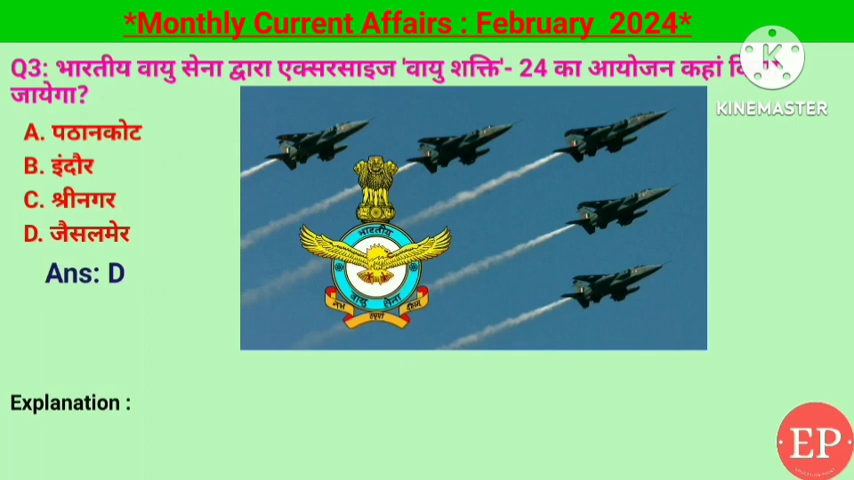 *Monthly Current Affairs : February 2024*
Q3: भारतीय वायु सेना द्वारा एक्सरसाइज 'वायु शक्ति'- 24 का आयोजन कहां
जायेगा?
A. पठानकोट
B. इंदौर
C. श्रीनगर
D. जैसलमेर
Ans: D
Explanation :
K
KINEMASTER
भारतीय
वायु सेना
EP